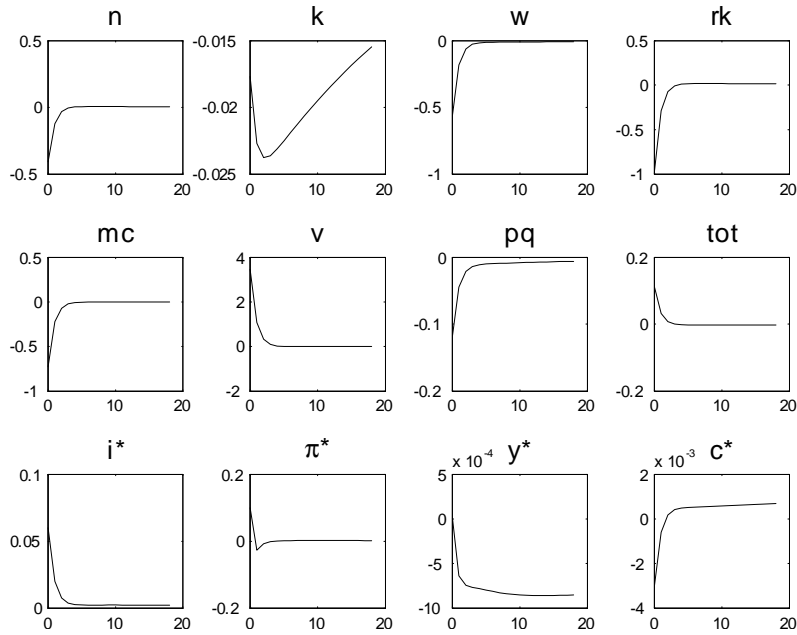 n k w rk
0.5 -0.015 0 0.5
0 -0.02 -0.5 0
-0.5
-0.5 -0.025 -1 -1
0 10 20 0 10 20 0 10 20 0 10 20
mc v pq tot
0.5 4 0 0.2
0 2 -0.1 0
-0.5 0
-1 -2 -0.2 -0.2
0 10 20 0 10 20 0 10 20 0 10 20
i* π* y* c*
x 10-4 x 10-3
0.1 0.2 5 2
0.05 0 0 0
-5 -2
0 -0.2 -10 -4
0 10 20 0 10 20 0 10 20 0 10 20